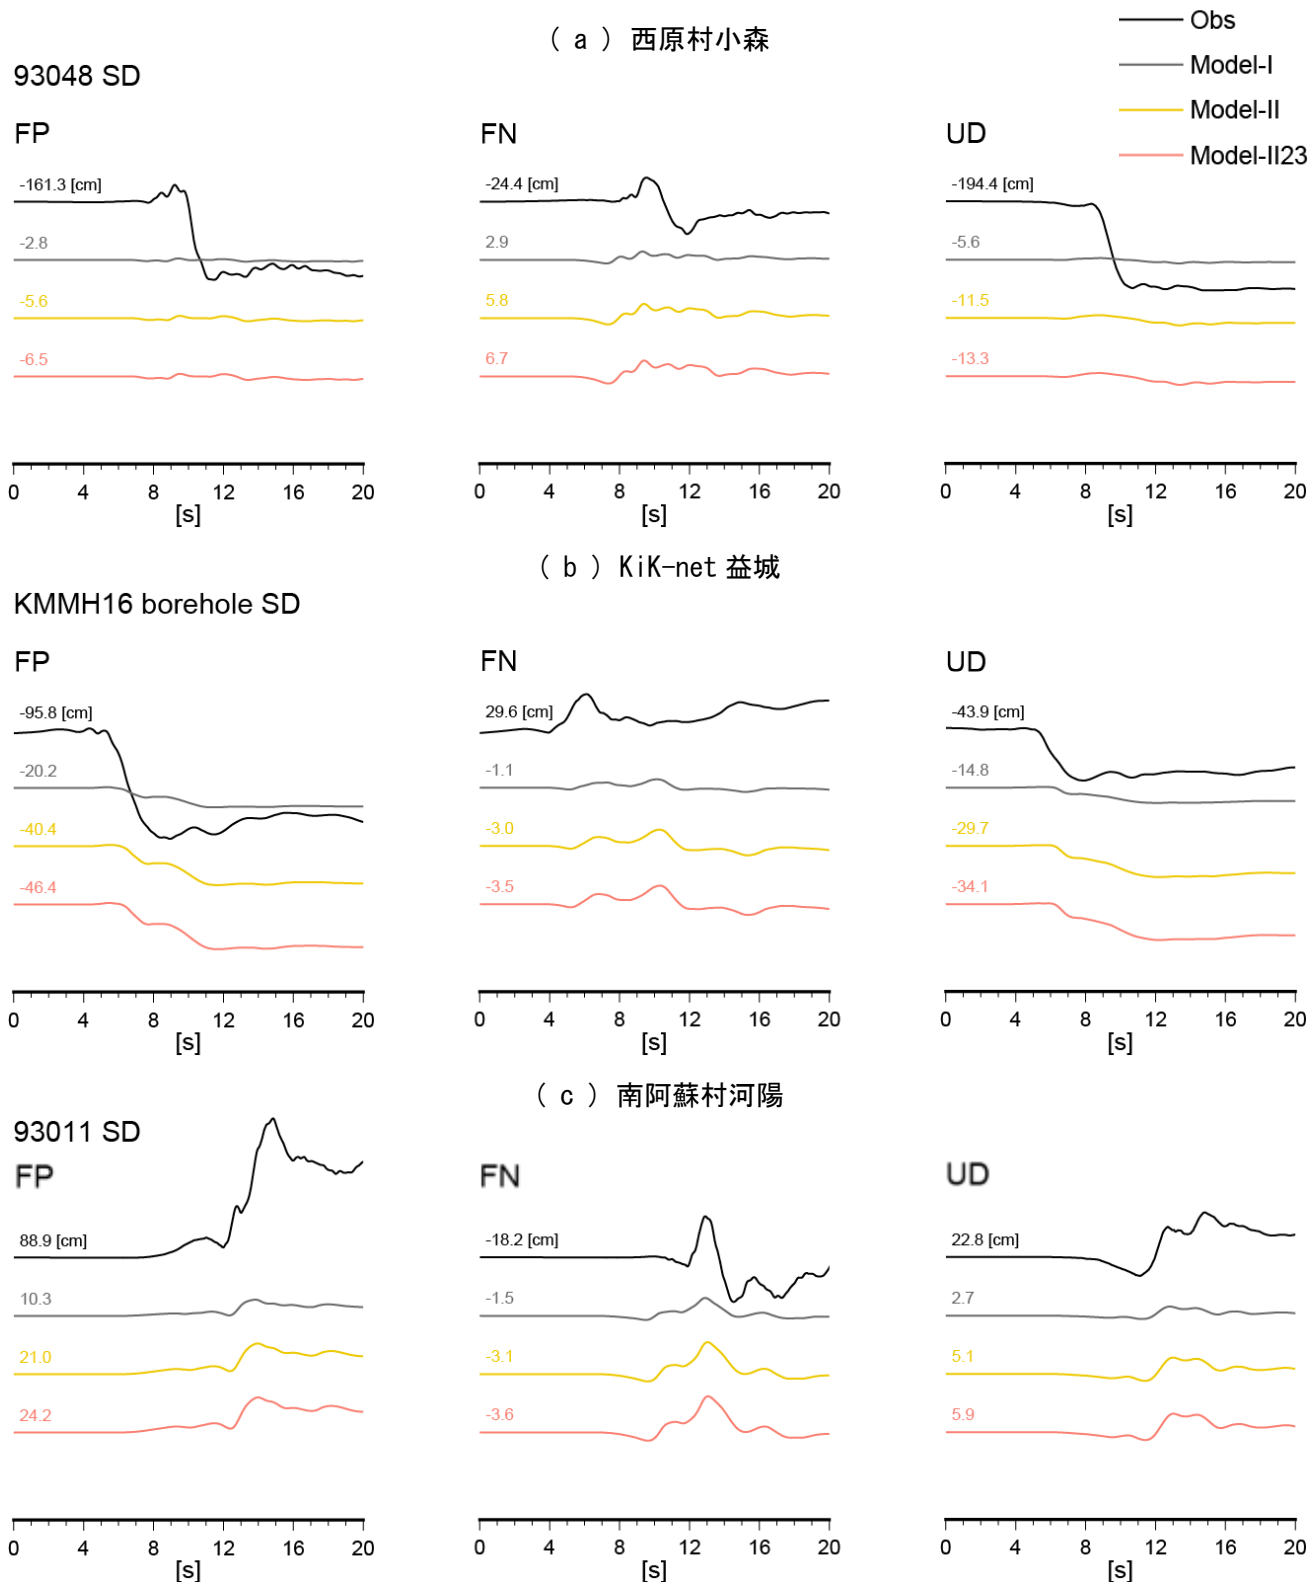 ( a ) 西原村小森
Obs
Model-I
Model-II
Model-II23
93048 SD
FP
FN
UD
-161.3 [cm]
-24.4 [cm]
-194.4 [cm]
-2.8
2.9
-5.6
-5.6
5.8
-11.5
-6.5
6.7
-13.3
0 4 8 12 16 20
0 4 8 12 16 20
0 4 8 12 16 20
[s]
[s]
[s]
( b ) KiK-net 益城
KMMH16 borehole SD
FP
FN
UD
-95.8 [cm]
29.6 [cm]
-43.9 [cm]
-20.2
-1.1
-14.8
-40.4
-3.0
-29.7
-46.4
-3.5
-34.1
0 4 8 12 16 20
0 4 8 12 16 20
0 4 8 12 16 20
[s]
[s]
[s]
( c ) 南阿蘇村河陽
93011 SD
FP
FN
UD
88.9 [cm]
-18.2 [cm]
22.8 [cm]
10.3
-1.5
2.7
21.0
-3.1
5.1
24.2
-3.6
5.9
0 4 8 12 16 20
0 4 8 12 16 20
0 4 8 12 16 20
[s]
[s]
[s]